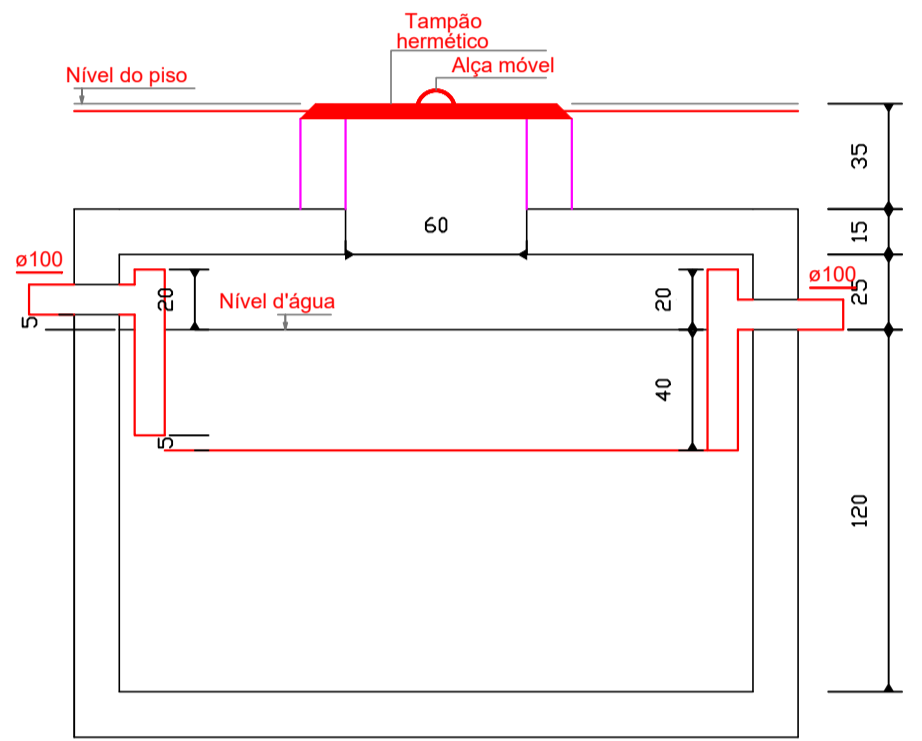 Tampão
hermético
Alça móvel
Nível do piso
35
15
60
ø100
ø100
20
20
25
Nível d'água
5
40
5
120